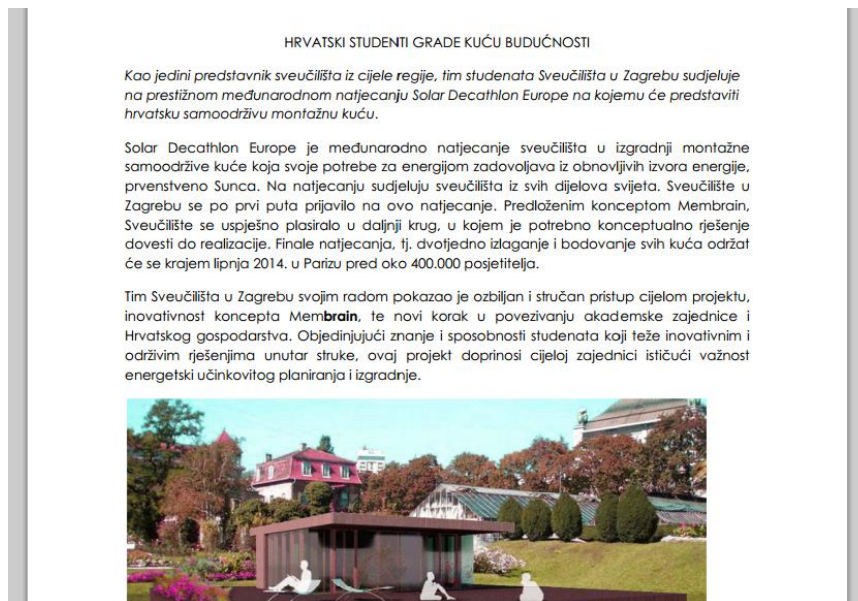 HRVATSKI STUDENTI GRADE KUĆU BUDUĆNOSTI
Kao jedini predstavnik sveučilišta iz cijele regije, tim studenata Sveučilišta u Zagrebu sudjeluje
na prestižnom međunarodnom natjecanju Solar Decathlon Europe na kojemu će predstaviti
hrvatsku samoodrživu montažnu kuću.
Solar Decathlon Europe je međunarodno natjecanje sveučilišta u izgradnji montažne
samoodržive kuće koja svoje potrebe za energijom zadovoljava iz obnovljivih izvora energije,
prvenstveno Sunca. Na natjecanju sudjeluju sveučilišta iz svih dijelova svijeta. Sveučilište u
Zagrebu se po prvi puta prijavilo na ovo natjecanje. Predloženim konceptom Membrain,
Sveučilište se uspješno plasiralo u daljnji krug, u kojem je potrebno konceptualno rješenje
dovesti do realizacije. Finale natjecanja, tj. dvotjedno izlaganje i bodovanje svih kuća održat
će se krajem lipnja 2014. u Parizu pred oko 400.000 posjetitelja.
Tim Sveučilišta u Zagrebu svojim radom pokazao je ozbiljan i stručan pristup cijelom projektu,
inovativnost koncepta Membrain, te novi korak u povezivanju akademske zajednice i
Hrvatskog gospodarstva. Objedinjujući znanje i sposobnosti studenata koji teže inovativnim i
održivim rješenjima unutar struke, ovaj projekt doprinosi cijeloj zajednici ističući važnost
energetski učinkovitog planiranja i izgradnje.